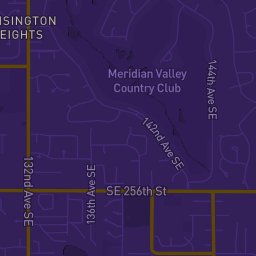 SINGTON
EIGHTS
Meridian Valley
Country Club
144th Ave SE
142nd Ave SE
132nd Ave SE
136th Ave SE
SE 256th St